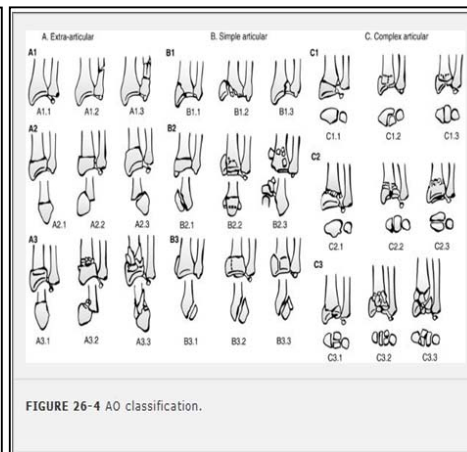 A. Extra-articular
B. Simple articular
C. Complex articular
A1
A1.1 A1.2 A1.3
A2
A2.1 A2.2 A2.3
A3
A3.1 A3.2 A3.3
B1
B1.1 B1.2 B1.3
B2
B2.1 B2.2 B2.3
B3
B3.1 B3.2 B3.3
C1
C1.1 C1.2 C1.3
C2
C2.1 C2.2 C2.3
C3
C3.1 C3.2 C3.3
FIGURE 26-4 AO classification.